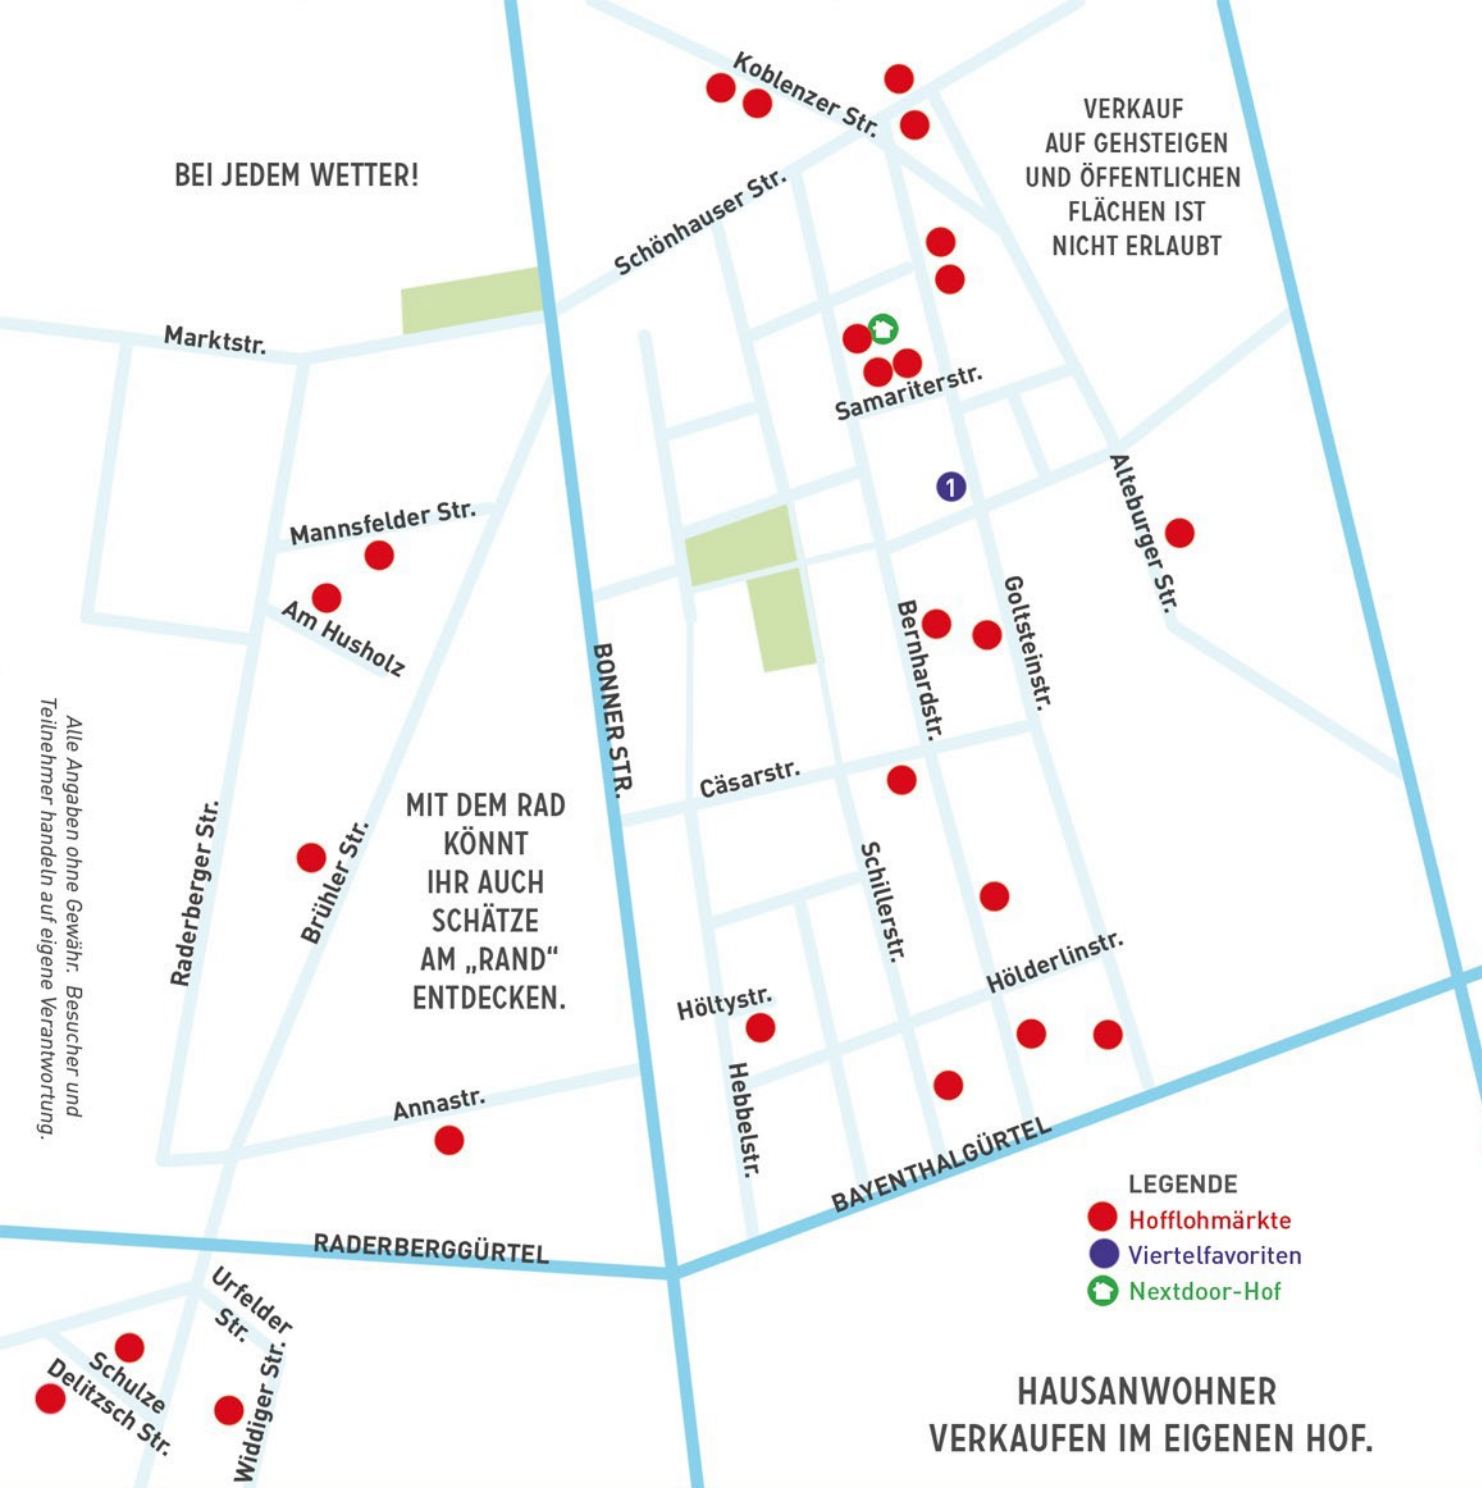 Koblenzer Str.
VERKAUF
AUF GEHSTEIGEN
UND ÖFFENTLICHEN
FLÄCHEN IST
NICHT ERLAUBT
BEI JEDEM WETTER!
Schönhauser Str.
Marktstr.
Samariterstr.
Mannsfelder Str.
1
Alteburger Str.
Am Husholz
Goltsteinstr.
Bernhardstr.
BONNER STR.
Alle Angaben ohne Gewähr. Besucher und
Teilnehmer handeln auf eigene Verantwortung.
Cäsarstr.
MIT DEM RAD
KÖNNT
IHR AUCH
SCHÄTZE
AM „RAND“
ENTDECKEN.
Raderberger Str.
Brühler Str.
Schillerstr.
Hölderlinstr.
Höltystr.
Hebbelstr.
Annastr.
BAYENTHALGÜRTEL
RADERBERGGÜRTEL
LEGENDE
Hofflohmärkte
Viertelfavoriten
Nextdoor-Hof
Urfelder
Str.
Schulze
Delitzsch Str.
Widdiger Str.
HAUSANWOHNER
VERKAUFEN IM EIGENEN HOF.